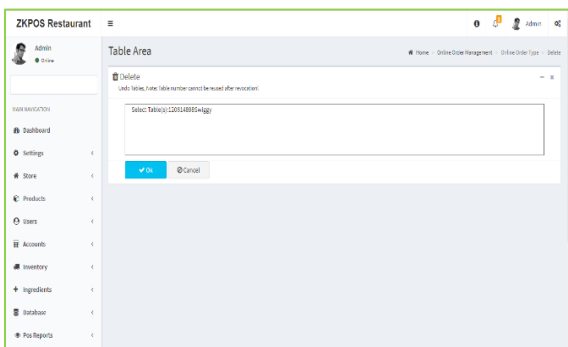 ZKPOS Restaurant
Admin
Admin
Online
Table Area
Home > Online Order Management > Online Order Type > Delete
Delete
Undo Tables, Note: Table number cannot be reused after revocation!
MAIN NAVIGATION
Select Table(s):
Swiggy
Ok
Cancel
Dashboard
Settings
Store
Products
Users
Accounts
Inventory
Ingredients
Database
Pos Reports